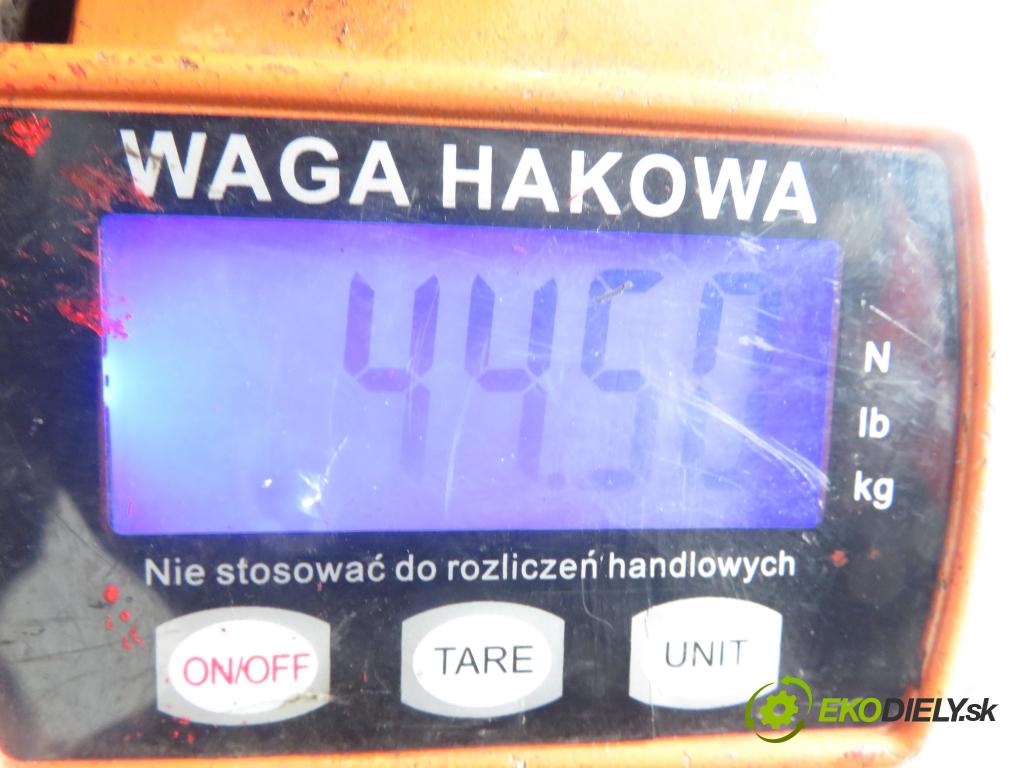 WAGA HAKOWA
44.50
N
lb
kg
Nie stosować do rozliczeń handlowych
ON/OFF TARE UNIT
EKODIELY.sk